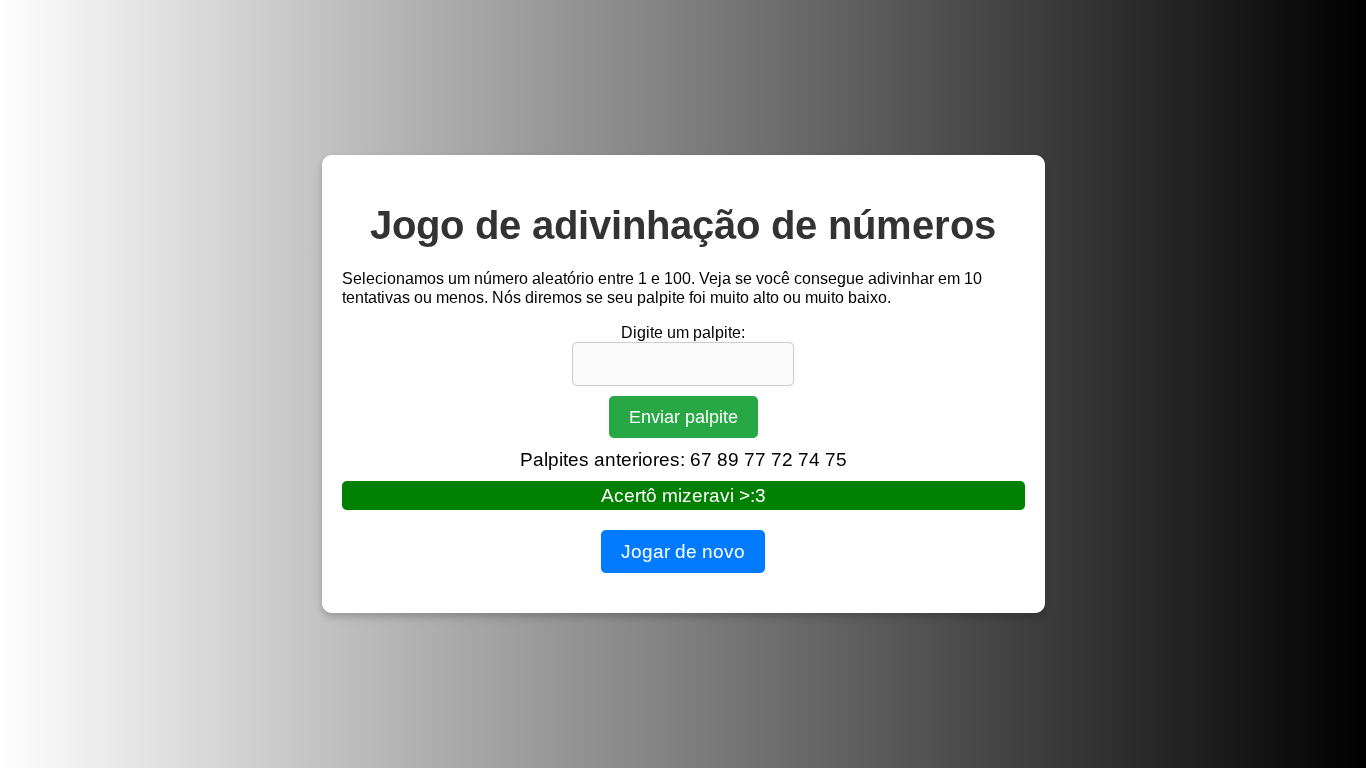 Jogo de adivinhação de números
Selecionamos um número aleatório entre 1 e 100. Veja se você consegue adivinhar em 10
tentativas ou menos. Nós diremos se seu palpite foi muito alto ou muito baixo.
Digite um palpite:
Enviar palpite
Palpites anteriores: 67 89 77 72 74 75
Acertô mizeravi >:3
Jogar de novo